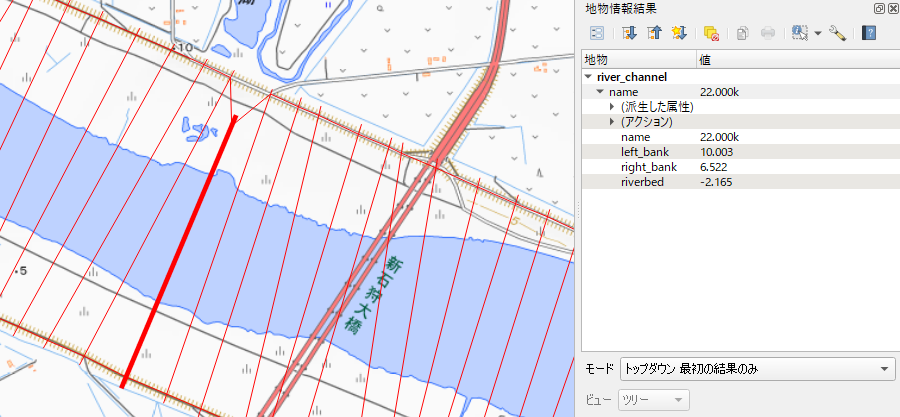 地物情報結果
地物 値
river_channel
name 22.000k
(派生した属性)
(アクション)
name 22.000k
left_bank 10.003
right_bank 6.522
riverbed -2.165
モード トップダウン 最初の結果のみ
ビュー ツリー
・10
・5
5
新石狩大橋